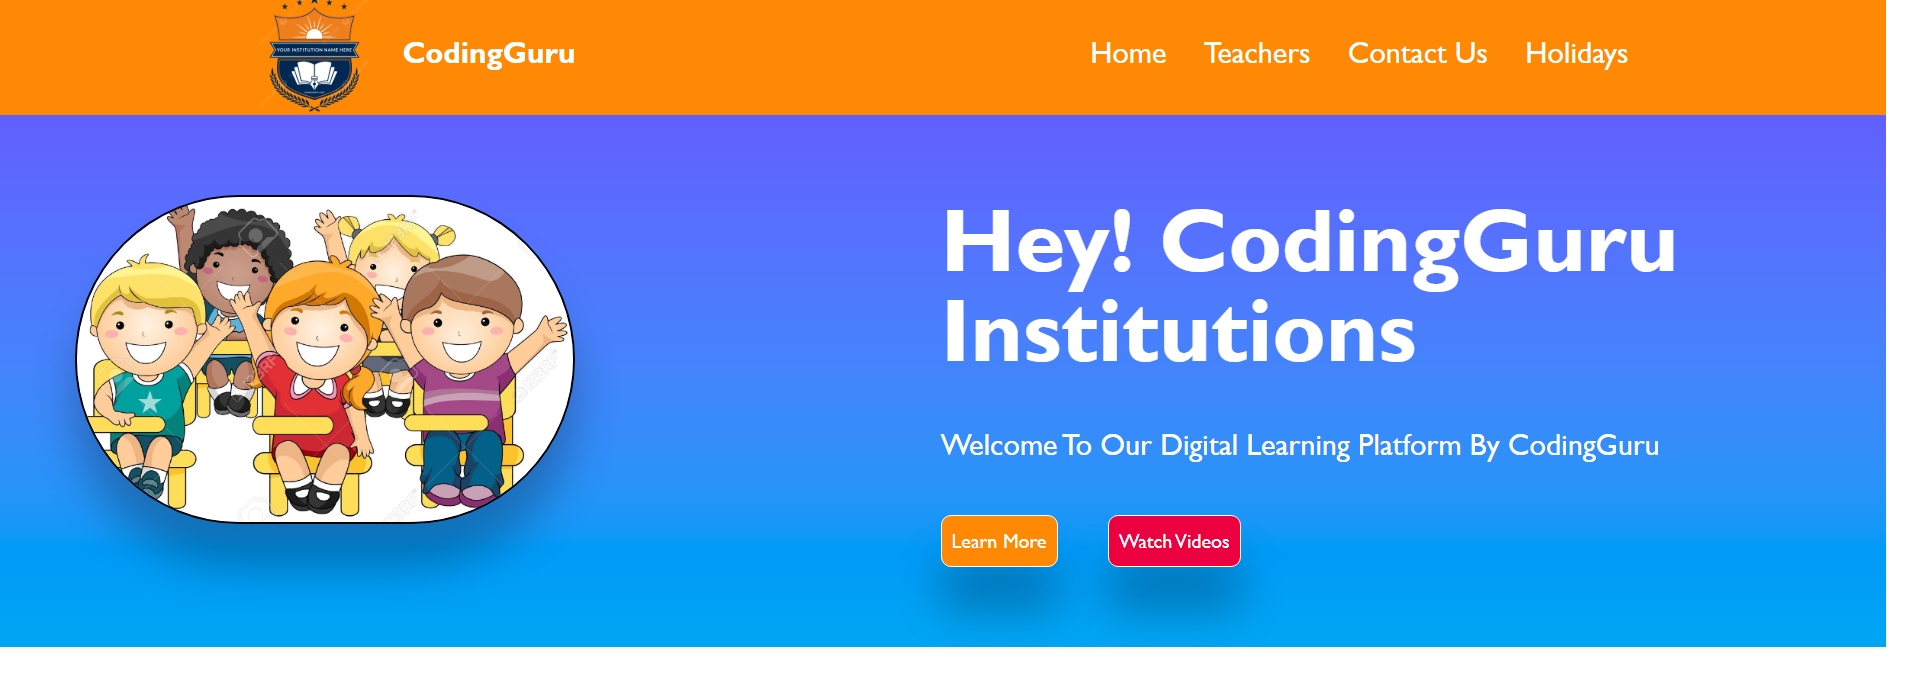 YOUR INSTITUTION NAME HERE
CodingGuru
Home Teachers Contact Us Holidays
Hey! CodingGuru
Institutions
Welcome To Our Digital Learning Platform By CodingGuru
Learn More Watch Videos